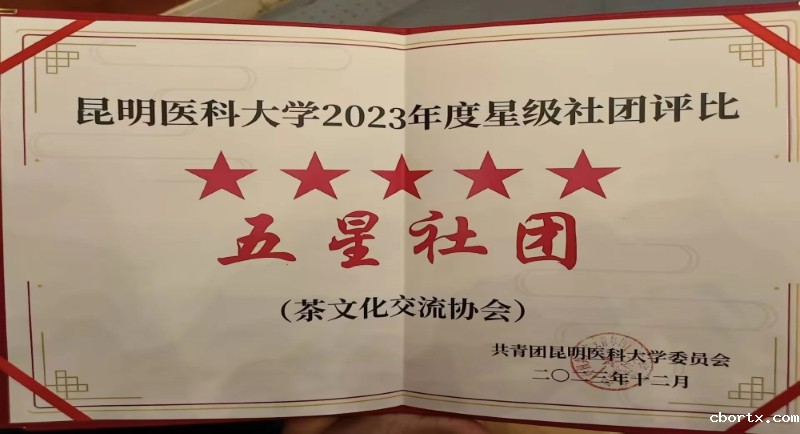 昆明医科大学2023年度星级社团评比
五星社团
(茶文化交流协会)
共青团昆明医科大学委员会
二〇二三年十二月
cbortx.com